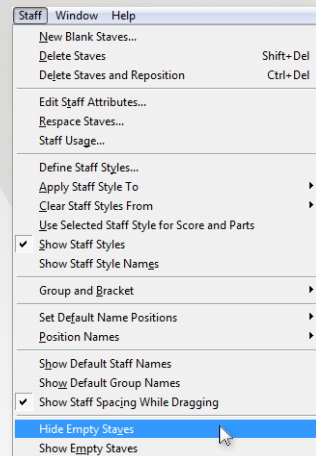 Staff Window Help
New Blank Staves...
Delete Staves Shift+Del
Delete Staves and Reposition Ctrl+Del
Edit Staff Attributes...
Respace Staves...
Staff Usage...
Define Staff Styles...
Apply Staff Style To
Clear Staff Styles From
Use Selected Staff Style for Score and Parts
Show Staff Styles
Show Staff Style Names
Group and Bracket
Set Default Name Positions
Position Names
Show Default Staff Names
Show Default Group Names
Show Staff Spacing While Dragging
Hide Empty Staves
Show Empty Staves